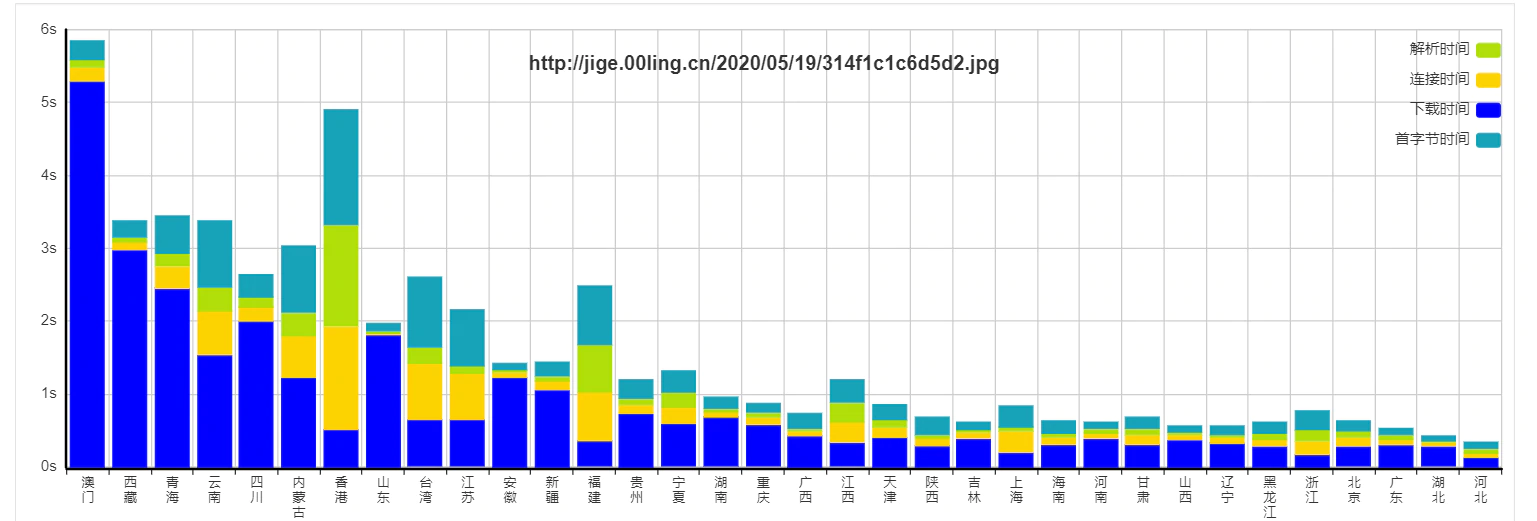 http://jige.00ling.cn/2020/05/19/314f1c1c6d5d2.jpg
解析时间
连接时间
下载时间
首字节时间
6s
5s
4s
3s
2s
1s
0s
澳门
西藏
青海
云南
四川
内蒙古
香港
山东
台湾
江苏
安徽
新疆
福建
贵州
宁夏
湖南
重庆
广西
江西
天津
陕西
吉林
上海
海南
河南
甘肃
山西
辽宁
黑龙江
浙江
北京
广东
湖北
河北